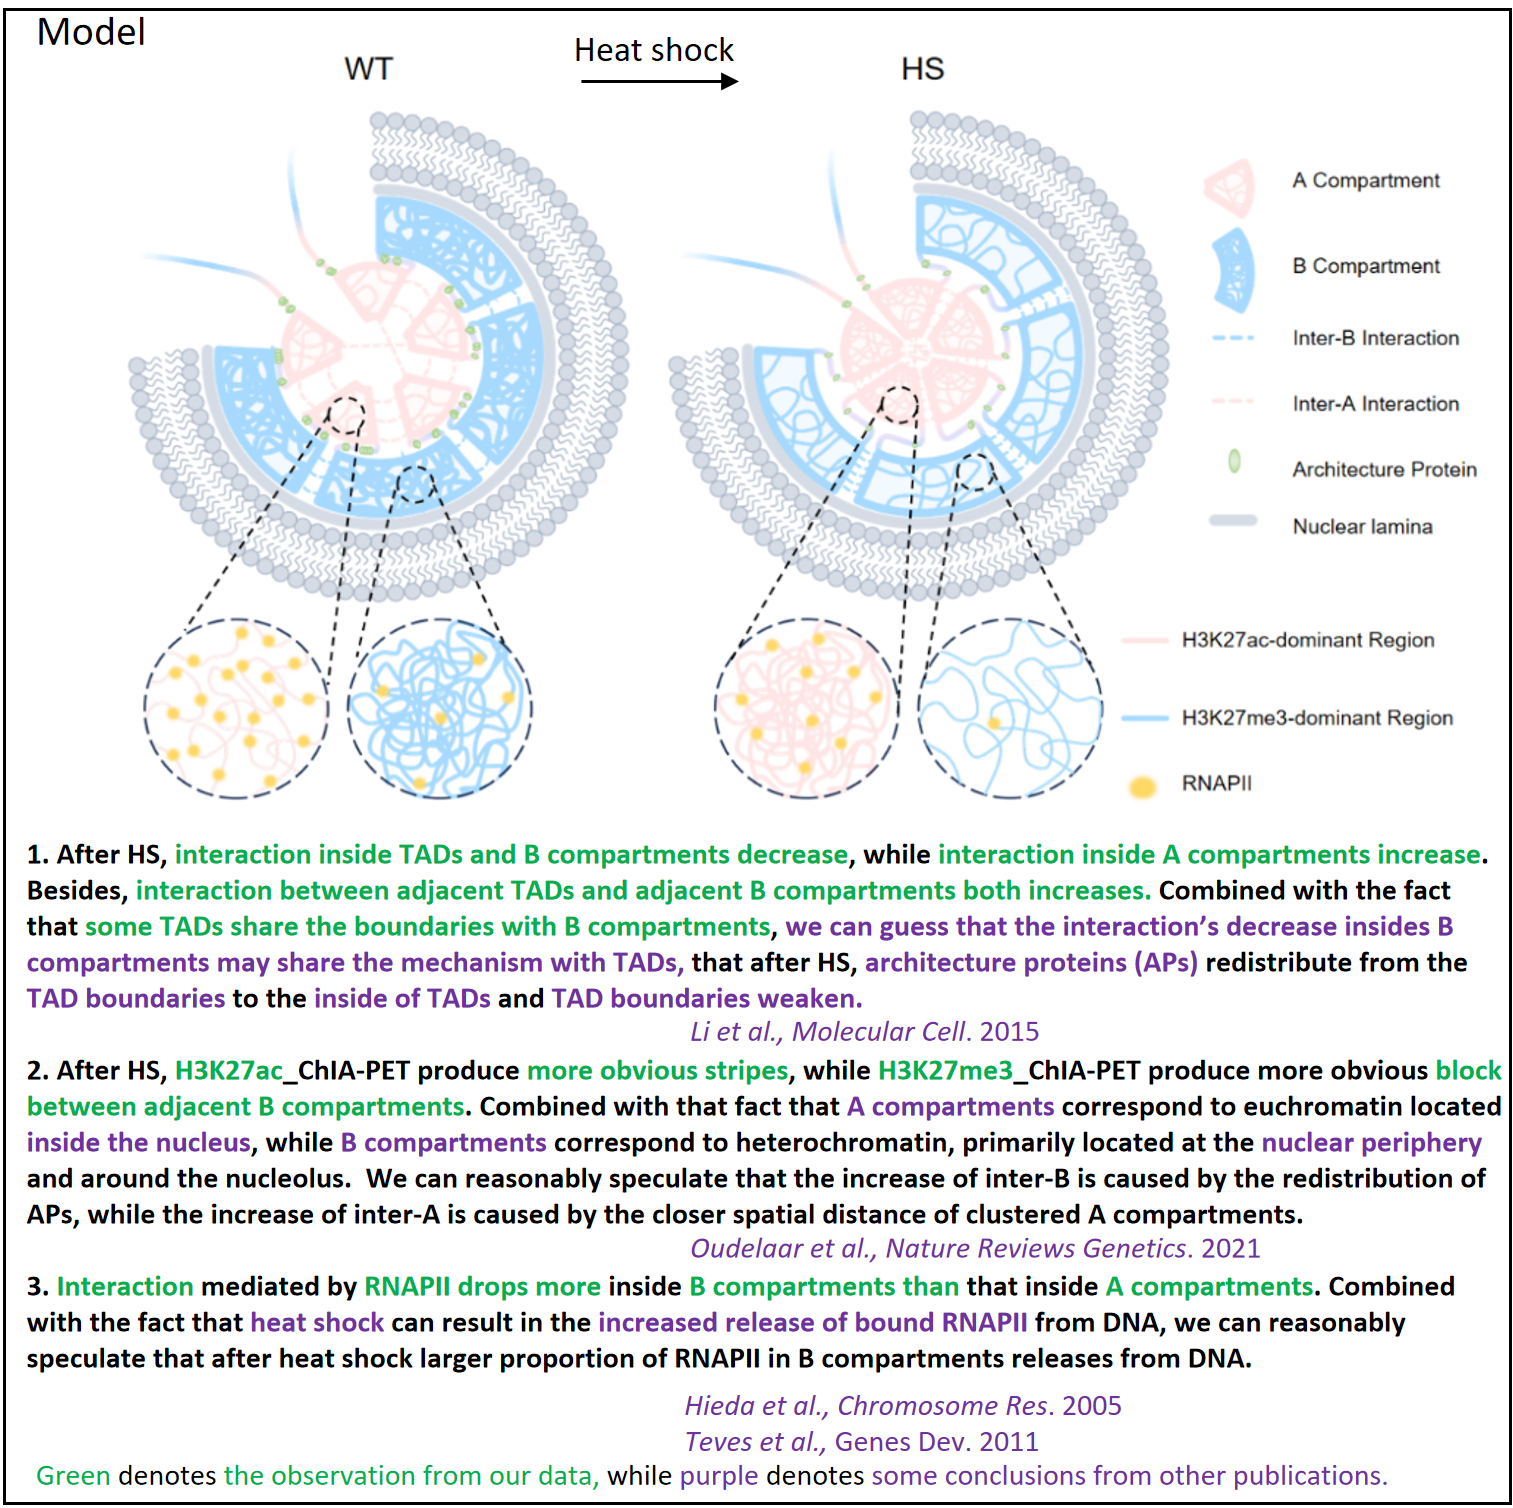 Model
WT
Heat shock
HS
A Compartment
B Compartment
Inter-B Interaction
Inter-A Interaction
Architecture Protein
Nuclear lamina
H3K27ac-dominant Region
H3K27me3-dominant Region
RNAPII
1. After HS, interaction inside TADs and B compartments decrease, while interaction inside A compartments increase.
Besides, interaction between adjacent TADs and adjacent B compartments both increases. Combined with the fact
that some TADs share the boundaries with B compartments, we can guess that the interaction's decrease insides B
compartments may share the mechanism with TADs, that after HS, architecture proteins (APs) redistribute from the
TAD boundaries to the inside of TADs and TAD boundaries weaken.
Li et al., Molecular Cell. 2015
2. After HS, H3K27ac_ChIA-PET produce more obvious stripes, while H3K27me3_ChIA-PET produce more obvious block
between adjacent B compartments. Combined with that fact that A compartments correspond to euchromatin located
inside the nucleus, while B compartments correspond to heterochromatin, primarily located at the nuclear periphery
and around the nucleolus. We can reasonably speculate that the increase of inter-B is caused by the redistribution of
APs, while the increase of inter-A is caused by the closer spatial distance of clustered A compartments.
Oudelaar et al., Nature Reviews Genetics. 2021
3. Interaction mediated by RNAPII drops more inside B compartments than that inside A compartments. Combined
with the fact that heat shock can result in the increased release of bound RNAPII from DNA, we can reasonably
speculate that after heat shock larger proportion of RNAPII in B compartments releases from DNA.
Hieda et al., Chromosome Res. 2005
Teves et al., Genes Dev. 2011
Green denotes the observation from our data, while purple denotes some conclusions from other publications.